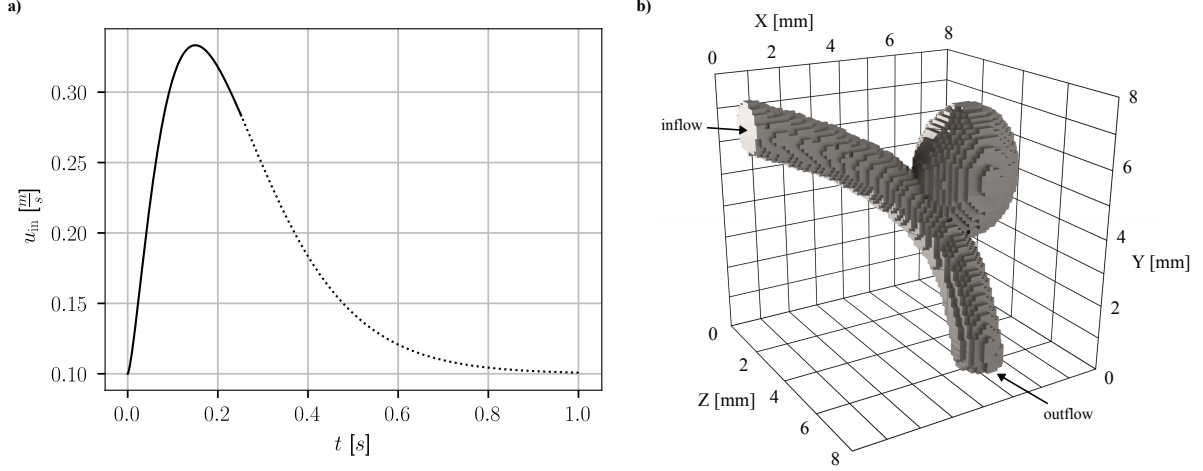 a)
0.30
0.25
0.20
0.15
0.10
u_in [m/s]
0.0 0.2 0.4 0.6 0.8 1.0
t [s]
b)
X [mm]
0 2 4 6 8
inflow
8
6
4
2
0
Y [mm]
0
2
4
6
8
Z [mm]
outflow